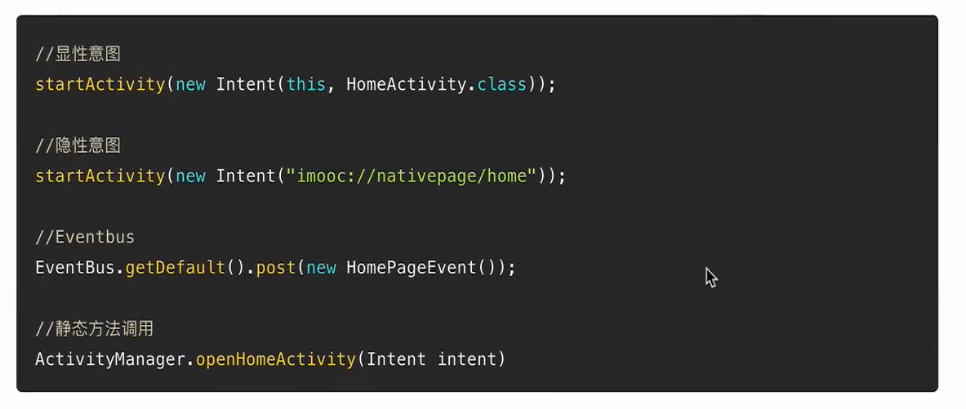 //显性意图
startActivity(new Intent(this, HomeActivity.class));
//隐性意图
startActivity(new Intent("imooc://nativepage/home"));
//Eventbus
EventBus.getDefault().post(new HomePageEvent());
//静态方法调用
ActivityManager.openHomeActivity(Intent intent)